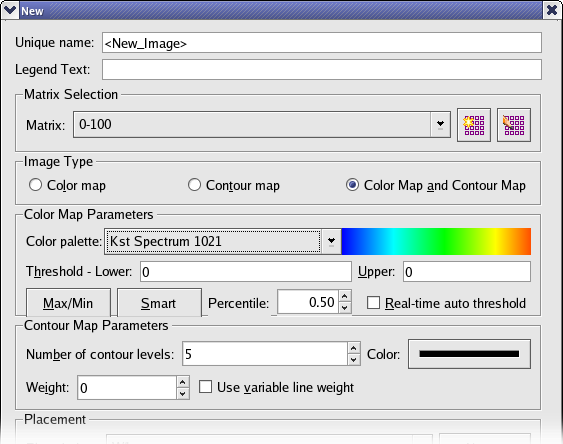 New
Unique name: <New_Image>
Legend Text:
Matrix Selection
Matrix: 0-100
Image Type
Color map Contour map Color Map and Contour Map
Color Map Parameters
Color palette: Kst Spectrum 1021
Threshold - Lower: 0 Upper: 0
Max/Min Smart Percentile: 0.50 Real-time auto threshold
Contour Map Parameters
Number of contour levels: 5 Color:
Weight: 0 Use variable line weight
Placement